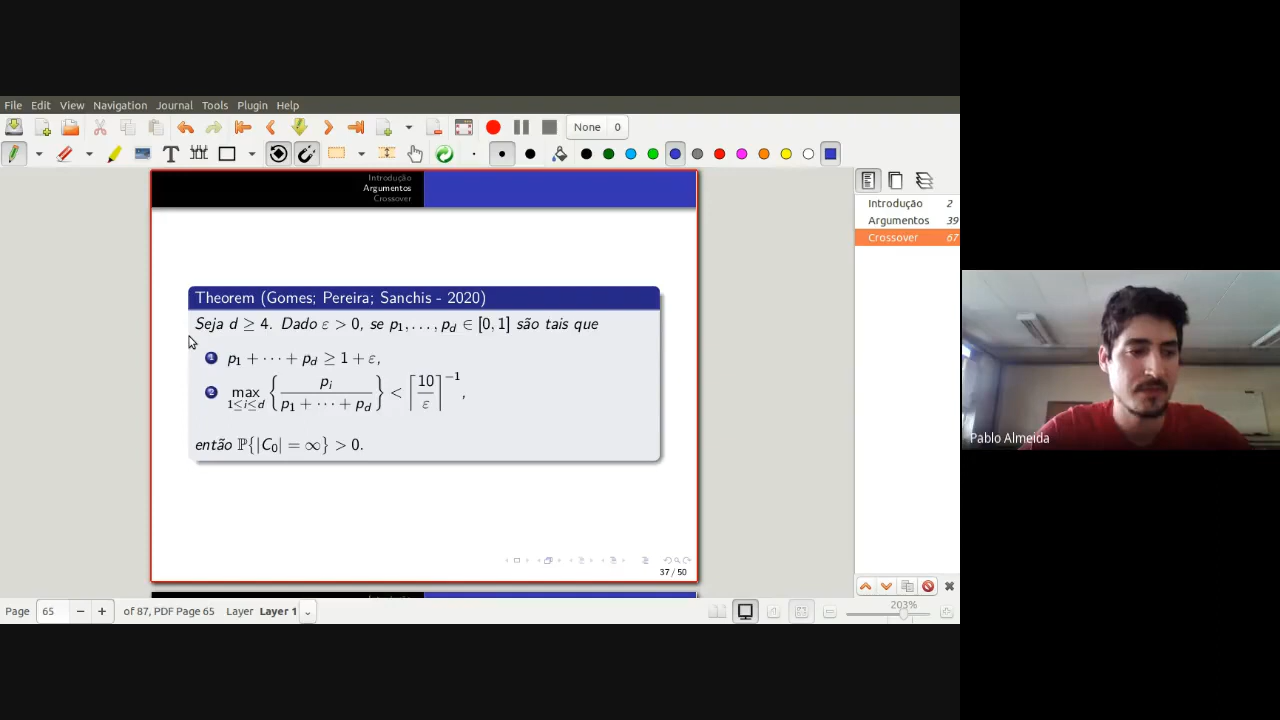 File Edit View Navigation Journal Tools Plugin Help
None 0
Introdução
Argumentos
Crossover
Theorem (Gomes; Pereira; Sanchis - 2020)
Seja d ≥ 4. Dado ε > 0, se p₁, . . . , p_d ∈ [0, 1] são tais que
1 p₁ + · · · + p_d ≥ 1 + ε,
2 max_{1≤i≤d} { p_i / (p₁ + · · · + p_d) } < ⌈10/ε⌉⁻¹,
então ℙ{|C₀| = ∞} > 0.
37 / 50
Introdução 2
Argumentos 39
Crossover 67
Pablo Almeida
203%
Page 65 of 87, PDF Page 65 Layer Layer 1